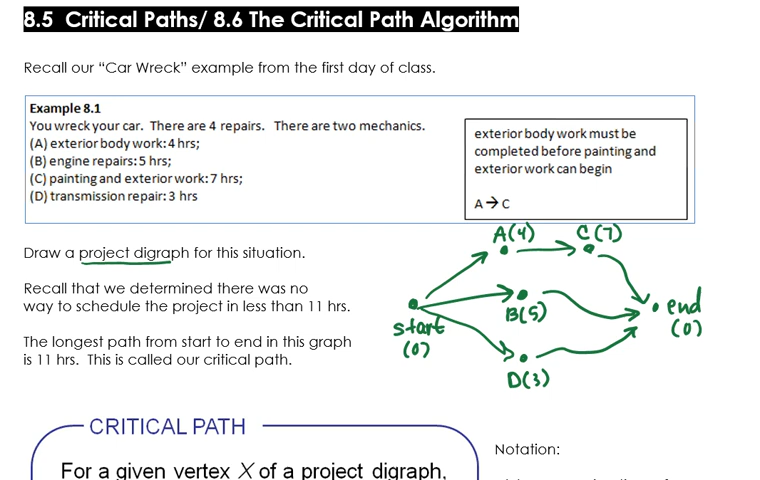 8.5 Critical Paths/ 8.6 The Critical Path Algorithm
Recall our “Car Wreck” example from the first day of class.
Example 8.1
You wreck your car. There are 4 repairs. There are two mechanics.
(A) exterior body work: 4 hrs;
(B) engine repairs: 5 hrs;
(C) painting and exterior work: 7 hrs;
(D) transmission repair: 3 hrs
exterior body work must be
completed before painting and
exterior work can begin
A → C
Draw a project digraph for this situation.
Recall that we determined there was no
way to schedule the project in less than 11 hrs.
The longest path from start to end in this graph
is 11 hrs. This is called our critical path.
A(4)
C(7)
B(5)
start
(0)
end
(0)
D(3)
CRITICAL PATH
For a given vertex X of a project digraph,
Notation: